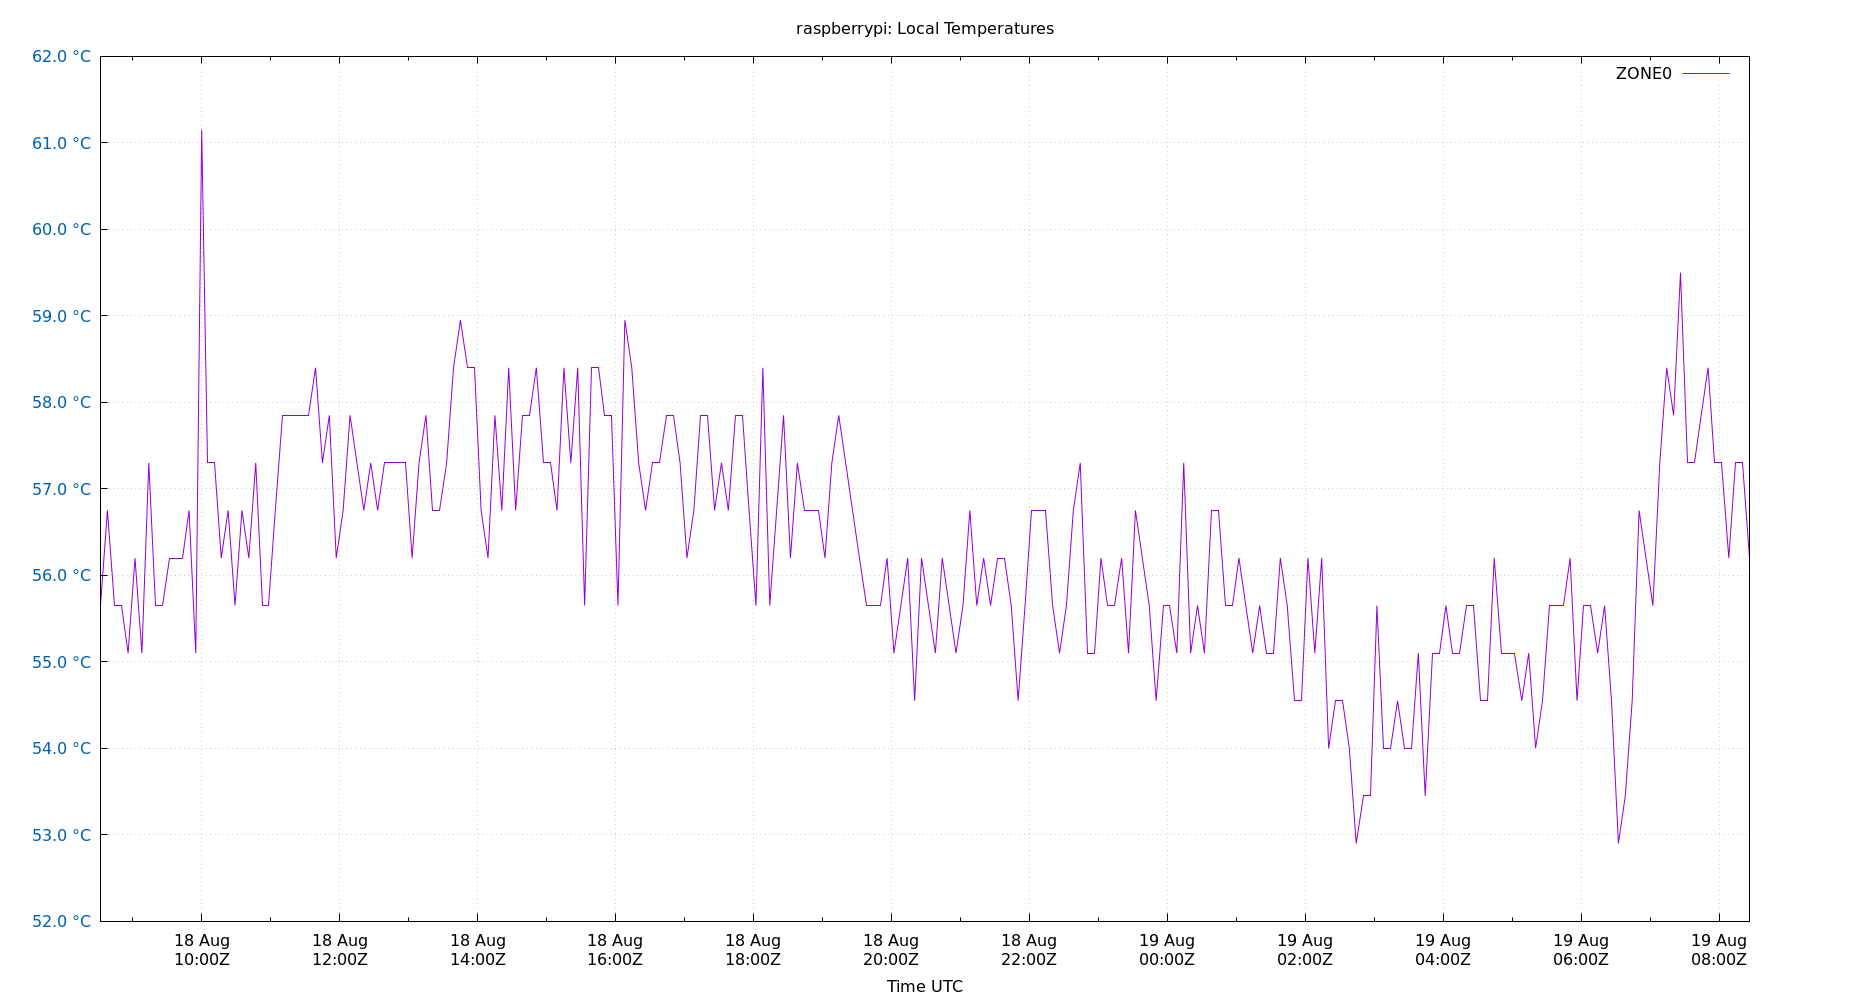 raspberrypi: Local Temperatures
62.0 °C
ZONE0
61.0 °C
60.0 °C
59.0 °C
58.0 °C
57.0 °C
56.0 °C
55.0 °C
54.0 °C
53.0 °C
52.0 °C
18 Aug 18 Aug 18 Aug 18 Aug 18 Aug 18 Aug 18 Aug 19 Aug 19 Aug 19 Aug 19 Aug 19 Aug
10:00Z 12:00Z 14:00Z 16:00Z 18:00Z 20:00Z 22:00Z 00:00Z 02:00Z 04:00Z 06:00Z 08:00Z
Time UTC